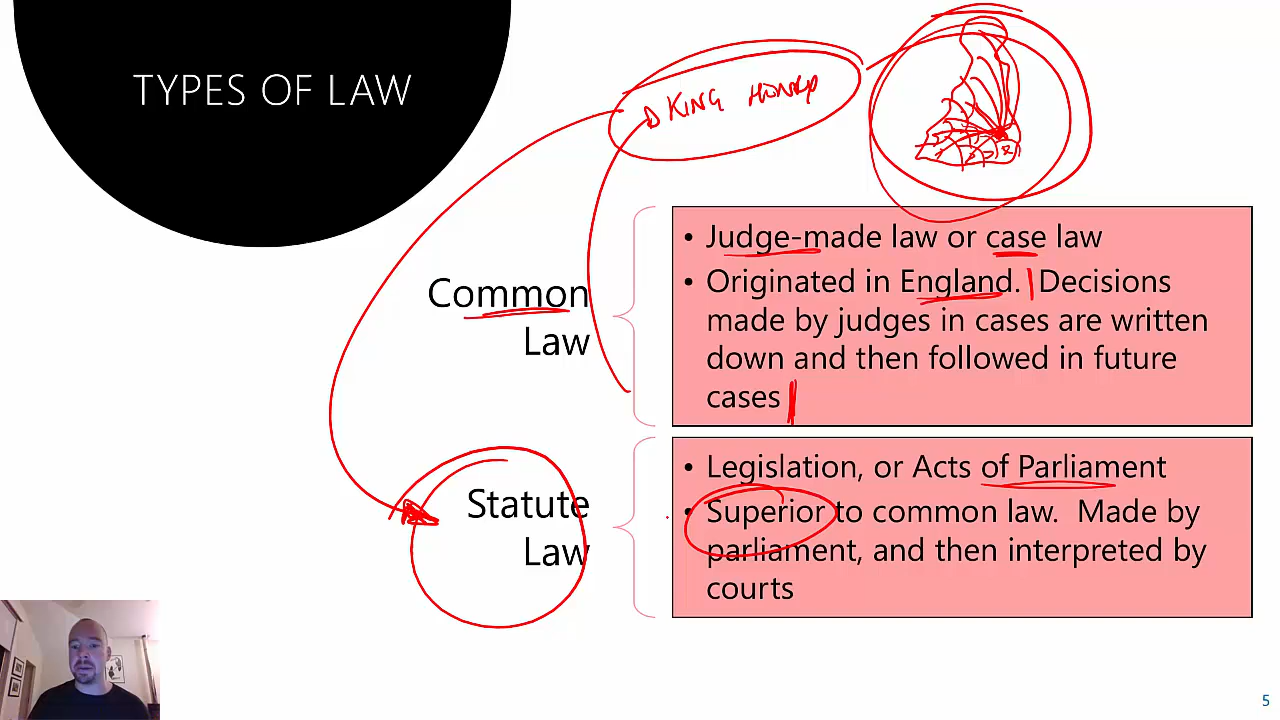 TYPES OF LAW
KING
Common
Law
• Judge-made law or case law
• Originated in England. Decisions
made by judges in cases are written
down and then followed in future
cases
Statute
Law
• Legislation, or Acts of Parliament
• Superior to common law. Made by
parliament, and then interpreted by
courts
5